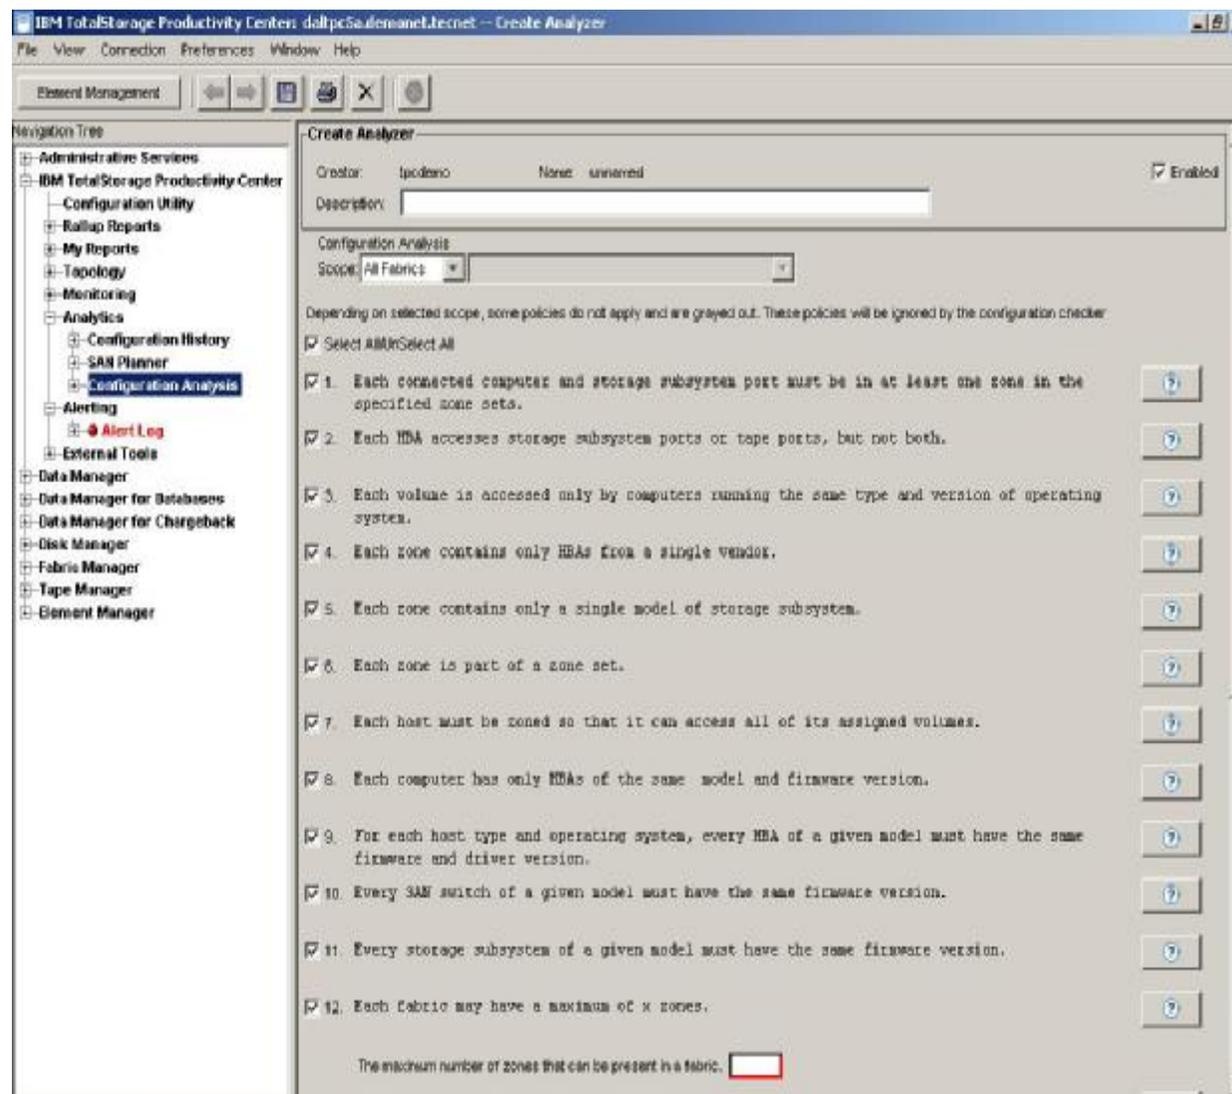 IBM TotalStorage Productivity Center: daltpc5a.demonet.tecnet -- Create Analyzer
File View Connection Preferences Window Help
Element Management
Navigation Tree
Administrative Services
IBM TotalStorage Productivity Center
Configuration Utility
Rollup Reports
My Reports
Topology
Monitoring
Analytics
Configuration History
SAN Planner
Configuration Analysis
Alerting
Alert Log
External Tools
Data Manager
Data Manager for Databases
Data Manager for Chargeback
Disk Manager
Fabric Manager
Tape Manager
Element Manager
Create Analyzer
Creator: tpcdemo Name: unnamed Enabled
Description:
Configuration Analysis
Scope: All Fabrics
Depending on selected scope, some policies do not apply and are grayed out. These policies will be ignored by the configuration checker
Select All/UnSelect All
1. Each connected computer and storage subsystem port must be in at least one zone in the
specified zone sets.
2. Each HBA accesses storage subsystem ports or tape ports, but not both.
3. Each volume is accessed only by computers running the same type and version of operating
system.
4. Each zone contains only HBAs from a single vendor.
5. Each zone contains only a single model of storage subsystem.
6. Each zone is part of a zone set.
7. Each host must be zoned so that it can access all of its assigned volumes.
8. Each computer has only HBAs of the same model and firmware version.
9. For each host type and operating system, every HBA of a given model must have the same
firmware and driver version.
10. Every SAN switch of a given model must have the same firmware version.
11. Every storage subsystem of a given model must have the same firmware version.
12. Each fabric may have a maximum of x zones.
The maximum number of zones that can be present in a fabric.